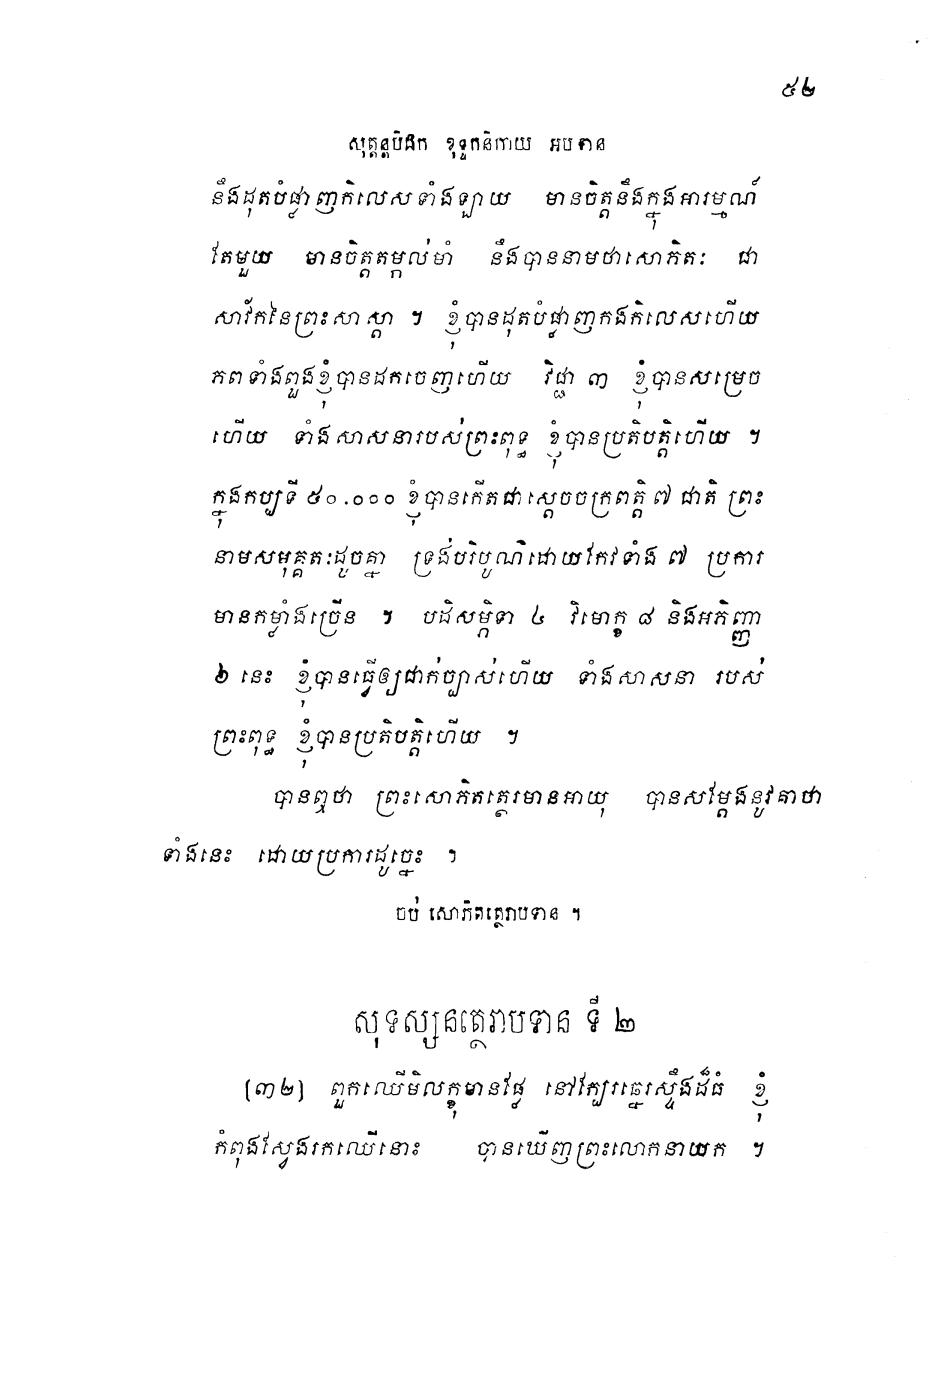 ៥២
សុត្តន្តបិដក ខុទ្ទកនិកាយ អបទាន
នឹងដុតបំផ្លាញកិលេសទាំងឡាយ មានចិត្តនឹងក្នុងអារម្មណ៍
តែមួយ មានចិត្តតម្កល់មាំ នឹងបាននាមថាសោភិតៈ ជា
សាវ័កនៃព្រះសាស្តា ។ ខ្ញុំបានដុតបំផ្លាញកងកិលេសហើយ
ភពទាំងពួងខ្ញុំបានដកចេញហើយ វិជ្ជា ៣ ខ្ញុំបានសម្រេច
ហើយ ទាំងសាសនារបស់ព្រះពុទ្ធ ខ្ញុំបានប្រតិបត្តិហើយ ។
ក្នុងកប្បទី ៥០.០០០ ខ្ញុំបានកើតជាស្តេចចក្រពត្តិ ៧ ជាតិ ព្រះ
នាមសមុគ្គតៈដូចគ្នា ទ្រង់បរិបូណ៌ដោយកែវទាំង ៧ ប្រការ
មានកម្លាំងច្រើន ។ បដិសម្ភិទា ៤ វិមោក្ខ ៨ និងអភិញ្ញា
៦ នេះ ខ្ញុំបានធ្វើឲ្យជាក់ច្បាស់ហើយ ទាំងសាសនា របស់
ព្រះពុទ្ធ ខ្ញុំបានប្រតិបត្តិហើយ ។
បានឮថា ព្រះសោភិតត្ថេរមានអាយុ បានសម្តែងនូវគាថា
ទាំងនេះ ដោយប្រការដូច្នេះ ។
ចប់ សោភិតត្ថេរាបទាន ។
សុទស្សនត្ថេរាបទាន ទី ២
[៣២] ពួកឈើមិលក្ខុមានផ្លែ នៅក្បែរឆ្នេរស្ទឹងដ៏ធំ ខ្ញុំ
កំពុងស្វែងរកឈើនោះ បានឃើញព្រះលោកនាយក ។